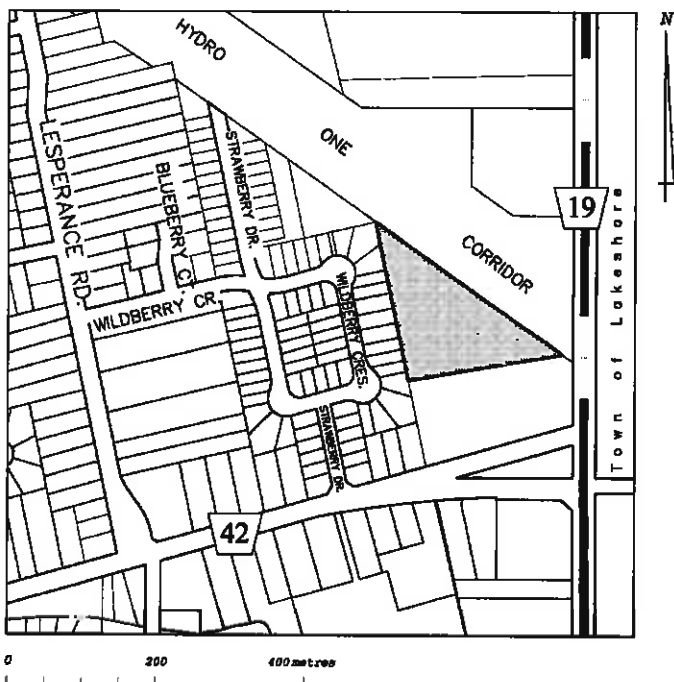 HYDRO
ONE
CORRIDOR
N
LESPERANCE RD.
BLUEBERRY CT.
STRAWBERRY DR.
WILDBERRY CR.
WILDBERRY CRES.
STRAWBERRY DR.
19
Town of Lakeshore
42
0 200 400 metres